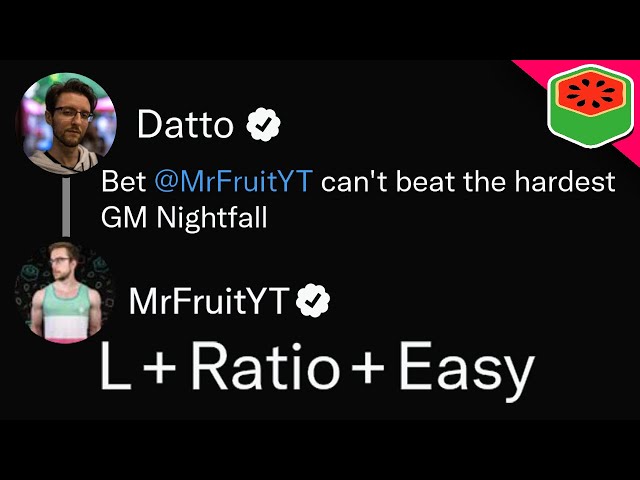 Datto
Bet @MrFruitYT can't beat the hardest
GM Nightfall
MrFruitYT
L + Ratio + Easy